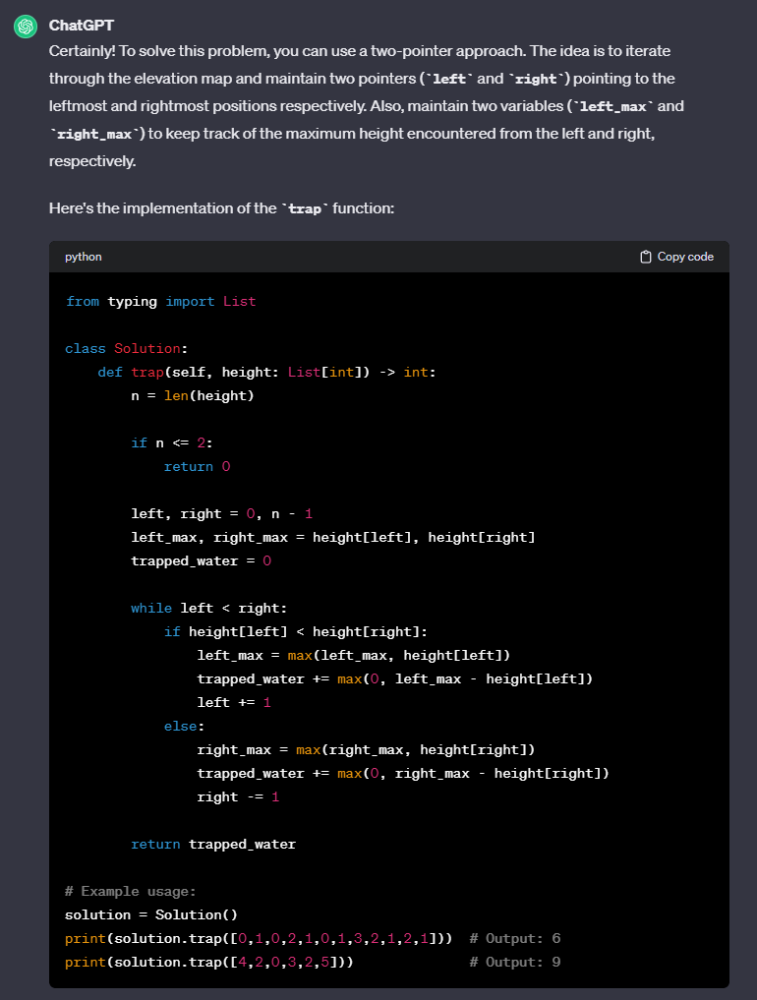 ChatGPT
Certainly! To solve this problem, you can use a two-pointer approach. The idea is to iterate
through the elevation map and maintain two pointers (`left` and `right`) pointing to the
leftmost and rightmost positions respectively. Also, maintain two variables (`left_max` and
`right_max`) to keep track of the maximum height encountered from the left and right,
respectively.
Here's the implementation of the `trap` function:
python Copy code
from typing import List
class Solution:
    def trap(self, height: List[int]) -> int:
        n = len(height)
        if n <= 2:
            return 0
        left, right = 0, n - 1
        left_max, right_max = height[left], height[right]
        trapped_water = 0
        while left < right:
            if height[left] < height[right]:
                left_max = max(left_max, height[left])
                trapped_water += max(0, left_max - height[left])
                left += 1
            else:
                right_max = max(right_max, height[right])
                trapped_water += max(0, right_max - height[right])
                right -= 1
        return trapped_water
# Example usage:
solution = Solution()
print(solution.trap([0,1,0,2,1,0,1,3,2,1,2,1]))  # Output: 6
print(solution.trap([4,2,0,3,2,5]))              # Output: 9